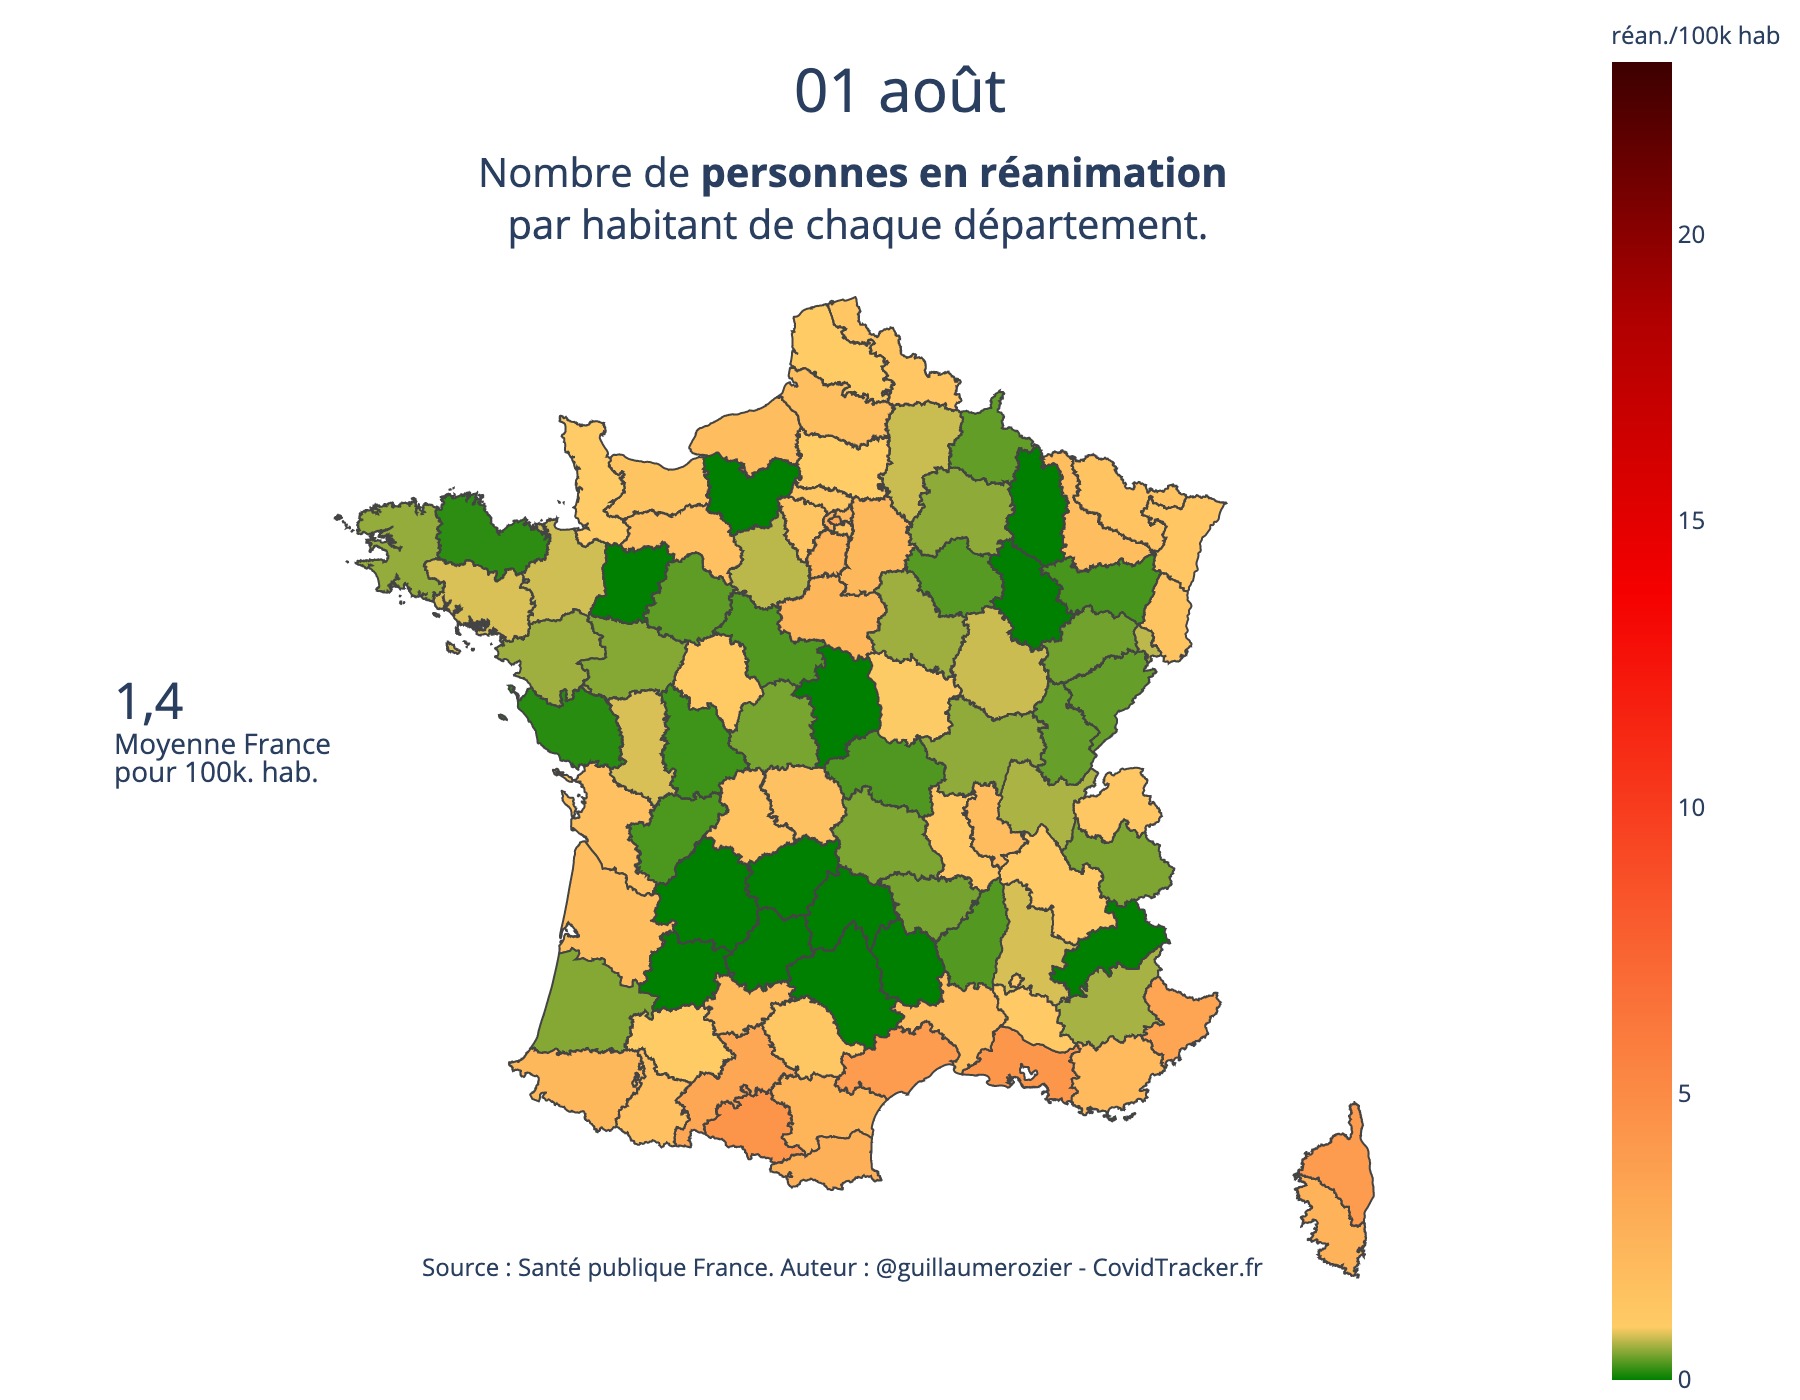 réan./100k hab
01 août
Nombre de personnes en réanimation
par habitant de chaque département.
20
15
1,4
Moyenne France
pour 100k. hab.
10
5
Source : Santé publique France. Auteur : @guillaumerozier - CovidTracker.fr
0